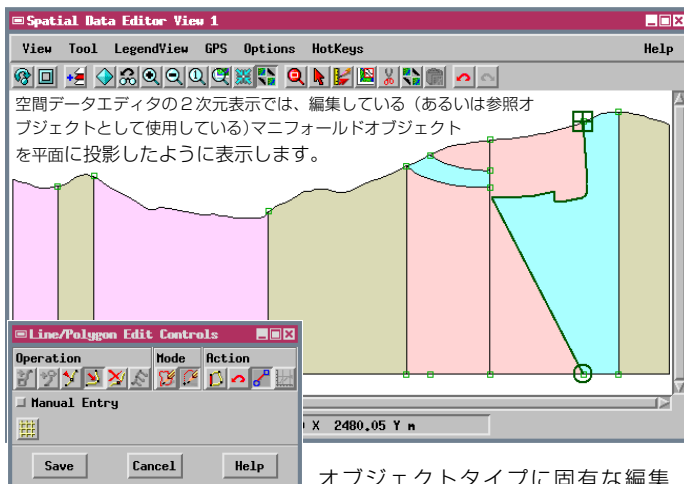 Spatial Data Editor View 1
View Tool LegendView GPS Options HotKeys Help
空間データエディタの２次元表示では、編集している（あるいは参照オ
ブジェクトとして使用している)マニフォールドオブジェクト
を平面に投影したように表示します。
Line/Polygon Edit Controls
Operation Mode Action
Manual Entry
X 2480.05 Y m
Save Cancel Help
オブジェクトタイプに固有な編集